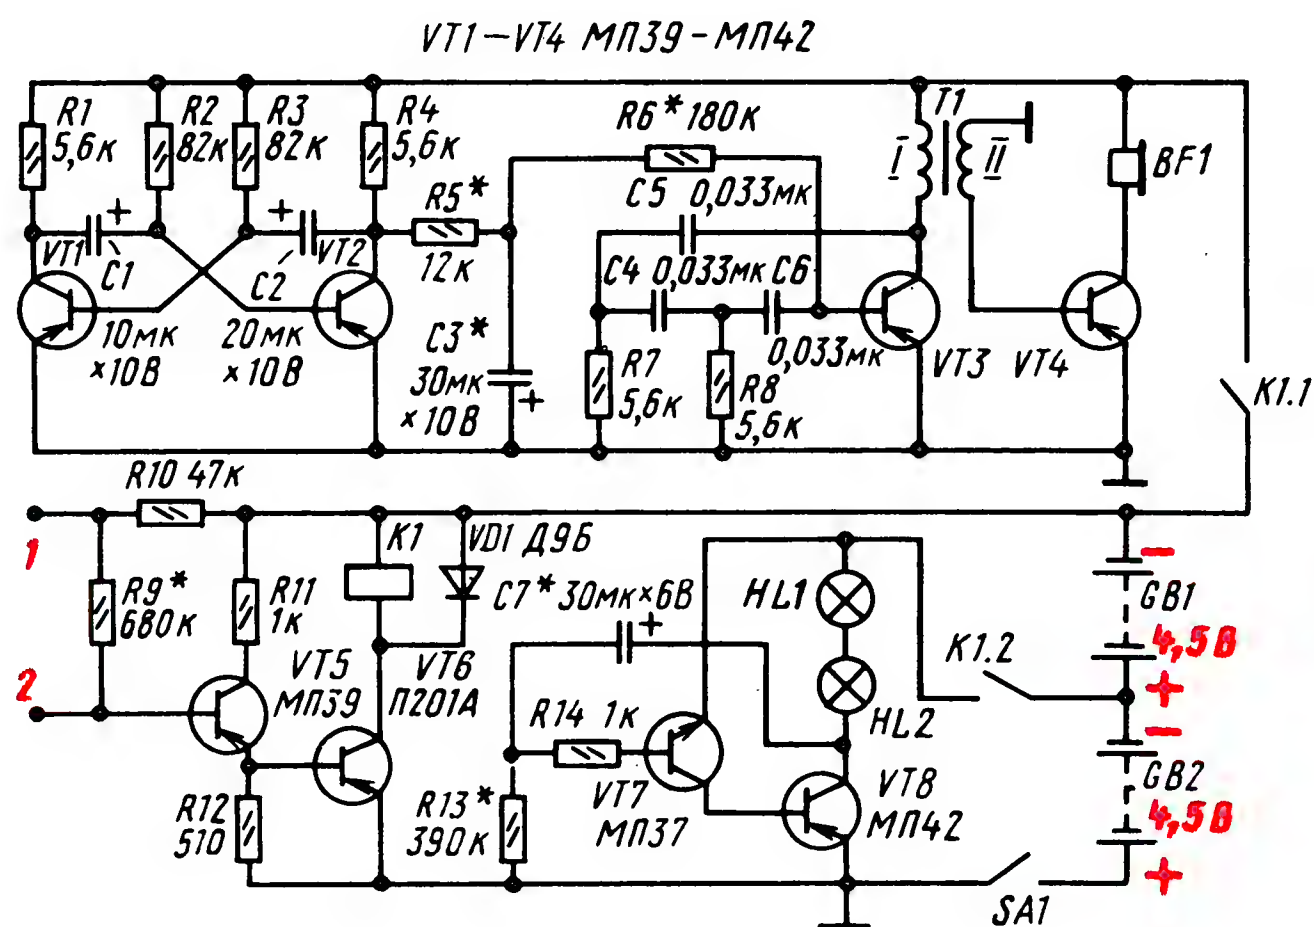 VT1–VT4 МП39–МП42
R1
5,6к
R2
82к
R3
82к
R4
5,6к
R5*
12к
R6* 180к
T1
I
II
BF1
C5 0,033мк
C4 0,033мк C6
0,033мк
VT1
C1
10мк
×10В
C2
20мк
×10В
VT2
C3*
30мк
×10В
R7
5,6к
R8
5,6к
VT3
VT4
K1.1
R10 47к
1
R9*
680к
2
R11
1к
K1
VD1 Д9Б
C7* 30мк×6В
HL1
HL2
VT5
МП39
VT6
П201А
R12
510
R13*
390к
R14 1к
VT7
МП37
VT8
МП42
K1.2
SA1
GB1
4,5В
GB2
4,5В